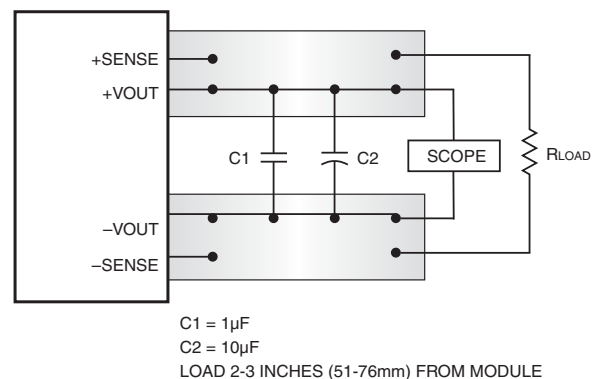 +SENSE
+VOUT
C1
C2
SCOPE
RLOAD
−VOUT
−SENSE
C1 = 1µF
C2 = 10µF
LOAD 2-3 INCHES (51-76mm) FROM MODULE